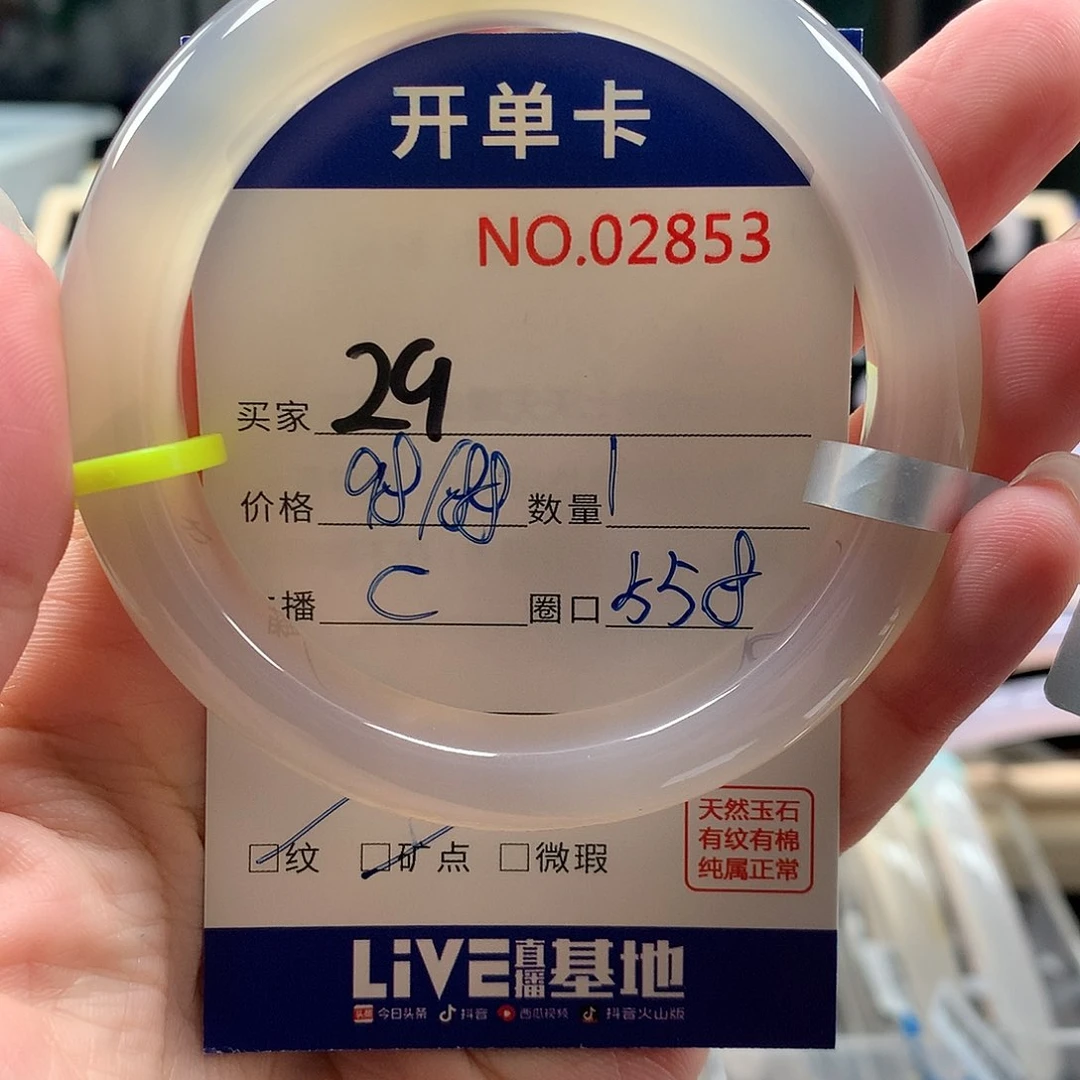 开单卡
NO.02853
买家 29
价格 98/88 数量 1
播 C 圈口 558
纹 矿点 微瑕
天然玉石
有纹有棉
纯属正常
LiVE直播基地
头条 今日头条 抖音 西瓜视频 抖音火山版